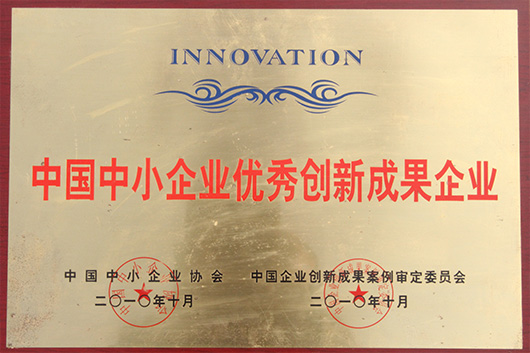 INNOVATION
中国中小企业优秀创新成果企业
中国中小企业协会 中国企业创新成果案例审定委员会
二〇一〇年十月 二〇一〇年十月